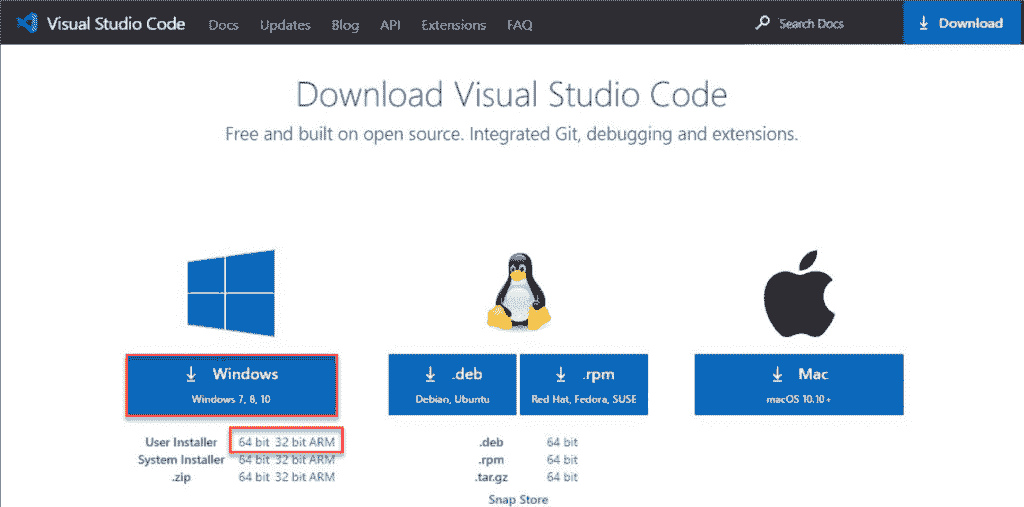 Visual Studio Code Docs Updates Blog API Extensions FAQ Search Docs Download
Download Visual Studio Code
Free and built on open source. Integrated Git, debugging and extensions.
Windows
Windows 7, 8, 10
.deb
Debian, Ubuntu
.rpm
Red Hat, Fedora, SUSE
Mac
macOS 10.10+
User Installer 64 bit 32 bit ARM
System Installer 64 bit 32 bit ARM
.zip 64 bit 32 bit ARM
.deb 64 bit
.rpm 64 bit
.tar.gz 64 bit
Snap Store